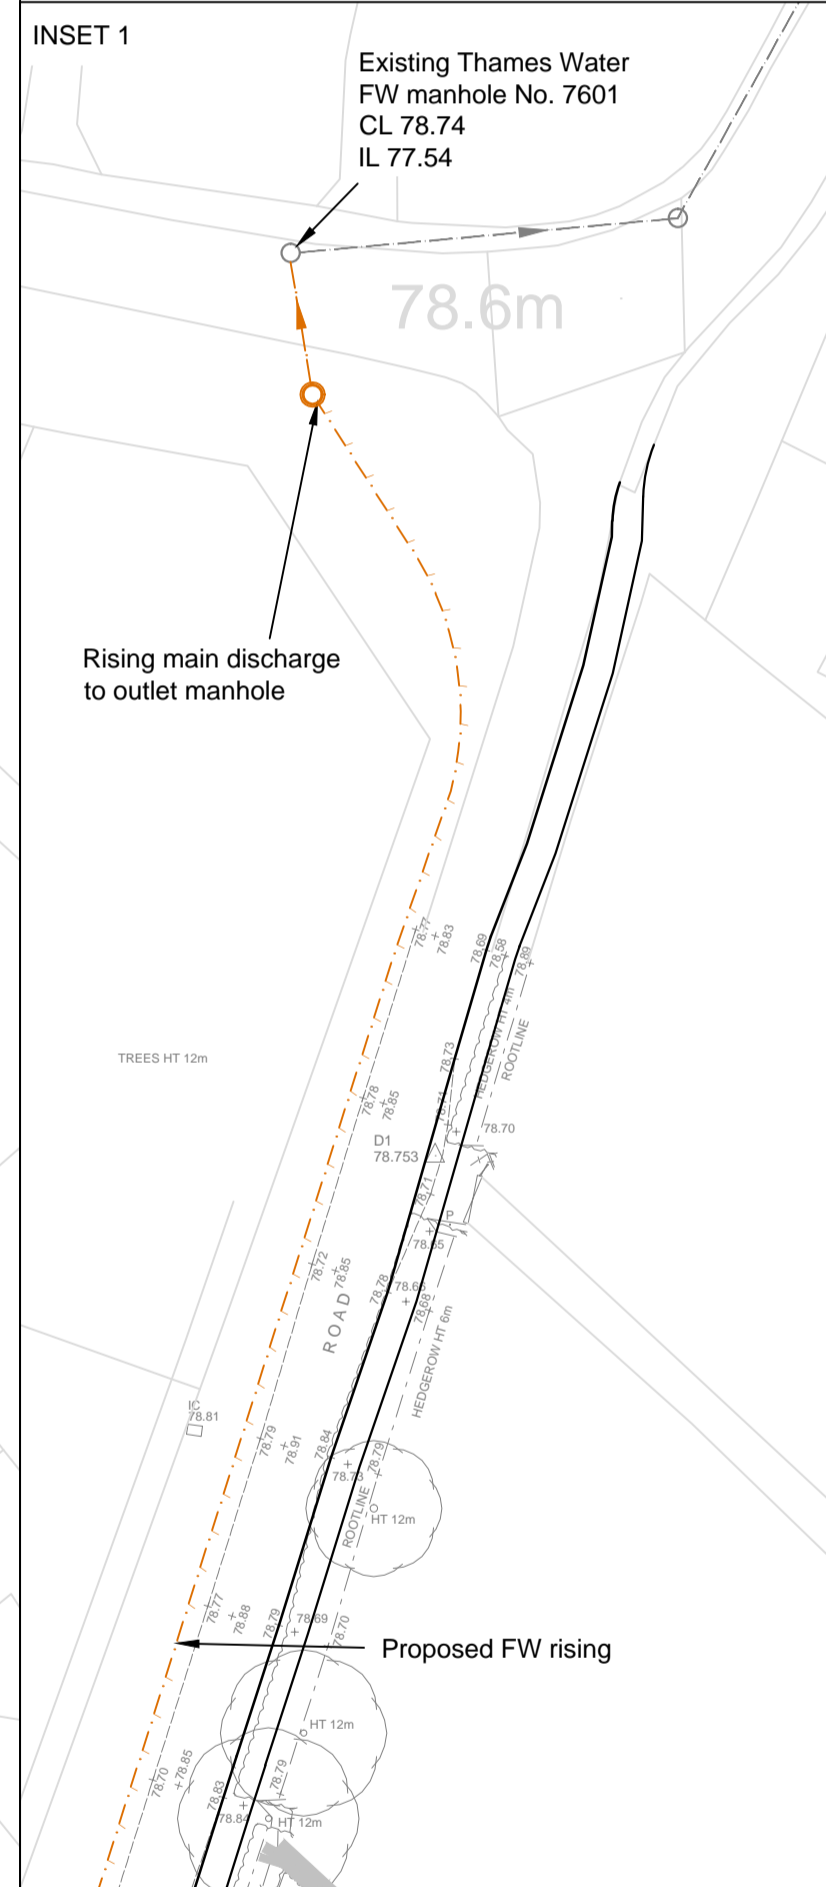 INSET 1
Existing Thames Water
FW manhole No. 7601
CL 78.74
IL 77.54
78.6m
Rising main discharge
to outlet manhole
78.77
78.83
78.69
78.58
78.89
HEDGEROW HT 4m
ROOTLINE
TREES HT 12m
78.73
78.78
78.85
78.71
78.70
D1
78.753
78.71
P
78.65
78.72
78.85
78.78
78.68
ROAD
HEDGEROW HT 6m
IC
78.81
78.79
78.91
78.84
78.79
78.73
ROOTLINE
HT 12m
78.77
78.88
78.79
78.69
78.70
Proposed FW rising
HT 12m
78.70
78.85
78.83
78.79
78.84
HT 12m